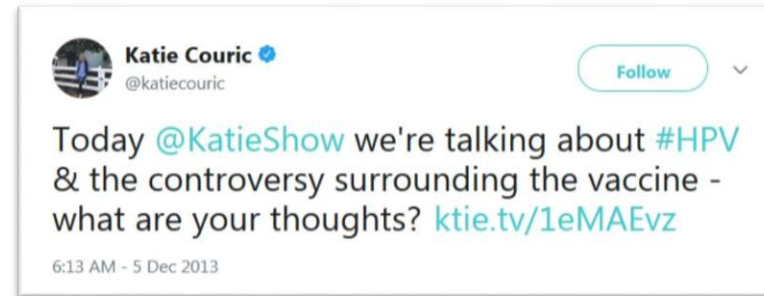 Katie Couric
@katiecouric
Follow
Today @KatieShow we're talking about #HPV
& the controversy surrounding the vaccine -
what are your thoughts? ktie.tv/1eMAEvz
6:13 AM - 5 Dec 2013